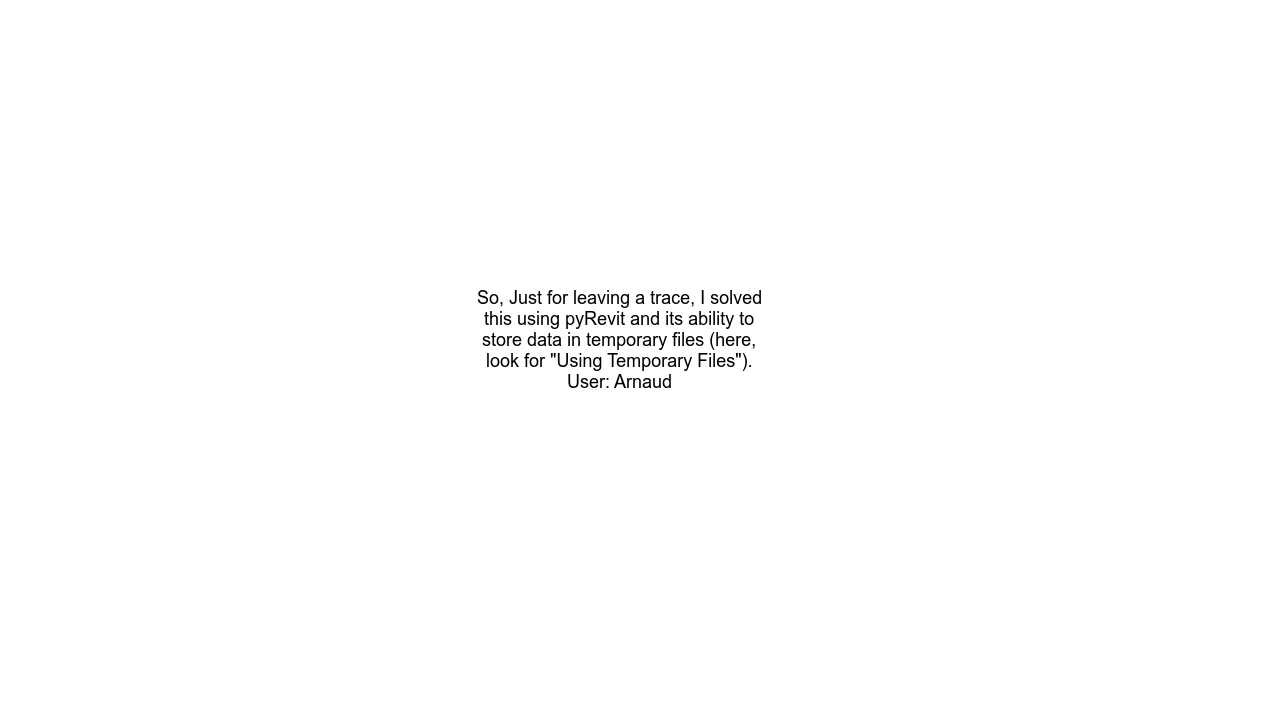 So, Just for leaving a trace, I solved
this using pyRevit and its ability to
store data in temporary files (here,
look for "Using Temporary Files").
User: Arnaud